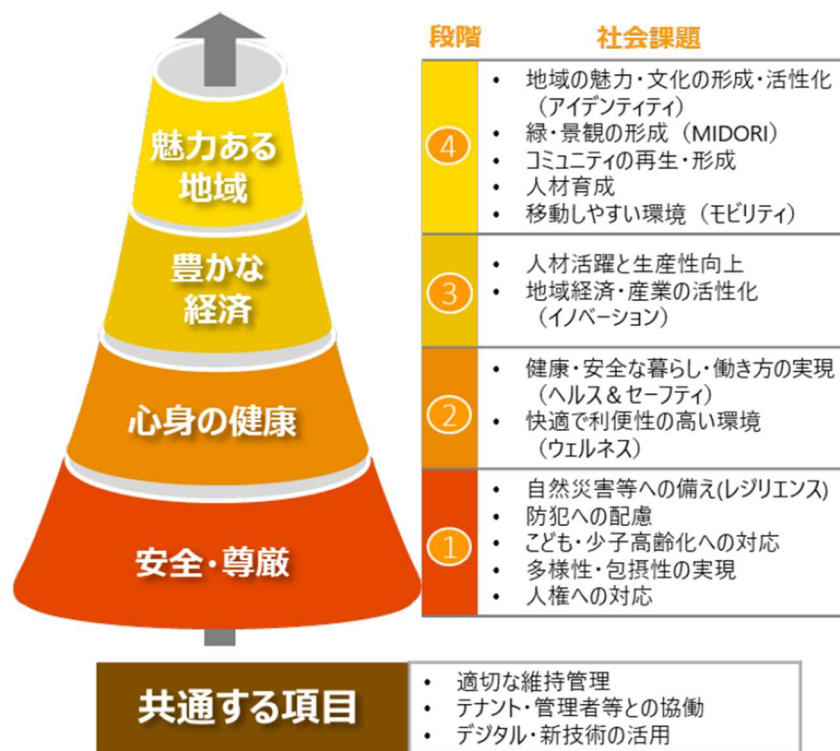 段階 社会課題
魅力ある
地域
④
• 地域の魅力・文化の形成・活性化
(アイデンティティ)
• 緑・景観の形成(MIDORI)
• コミュニティの再生・形成
• 人材育成
• 移動しやすい環境(モビリティ)
豊かな
経済
③
• 人材活躍と生産性向上
• 地域経済・産業の活性化
(イノベーション)
心身の健康
②
• 健康・安全な暮らし・働き方の実現
(ヘルス&セーフティ)
• 快適で利便性の高い環境
(ウェルネス)
安全・尊厳
①
• 自然災害等への備え(レジリエンス)
• 防犯への配慮
• こども・少子高齢化への対応
• 多様性・包摂性の実現
• 人権への対応
共通する項目
• 適切な維持管理
• テナント・管理者等との協働
• デジタル・新技術の活用